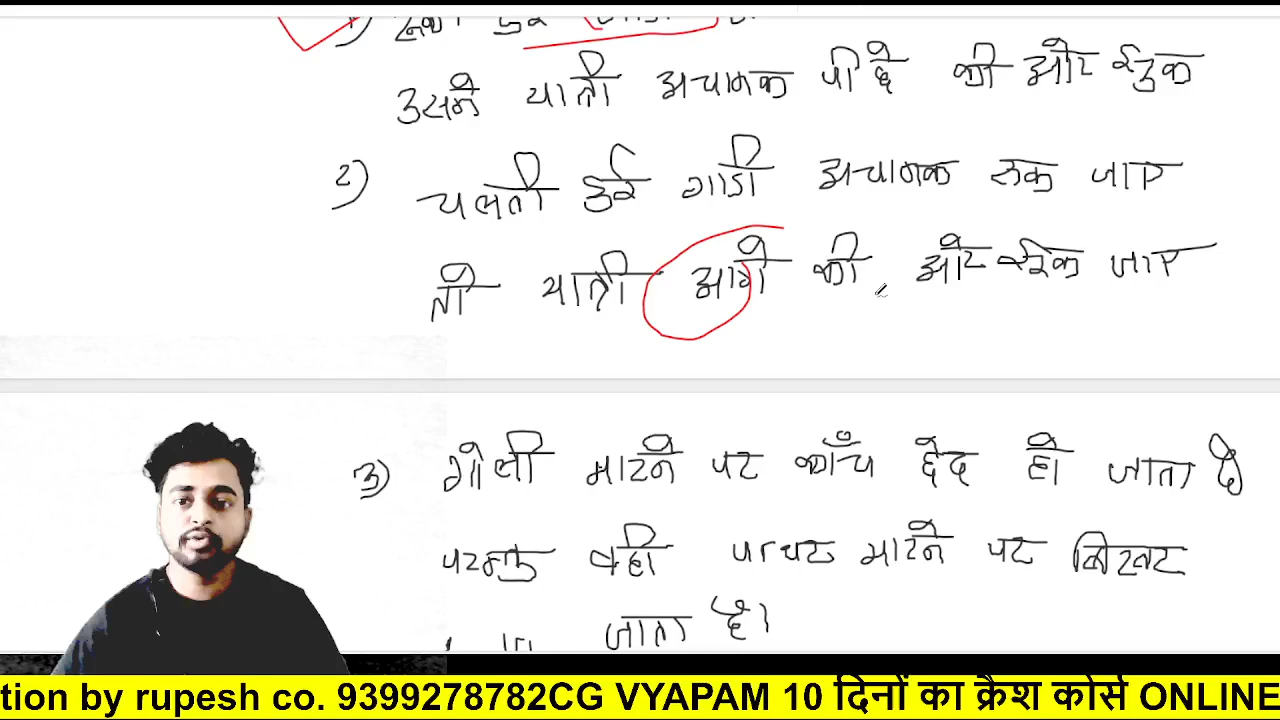 1)
उसमे यात्री अचानक पीछे की ओर झुक
2) चलती हुई गाडी अचानक रुक जाए
तो यात्री आगे की ओर झुक जाए
3) गोली मारने पर काँच छेद हो जाता है
परन्तु वही पत्थर मारने पर बिखर
जाता है।
tion by rupesh co. 9399278782CG VYAPAM 10 दिनों का क्रैश कोर्स ONLINE